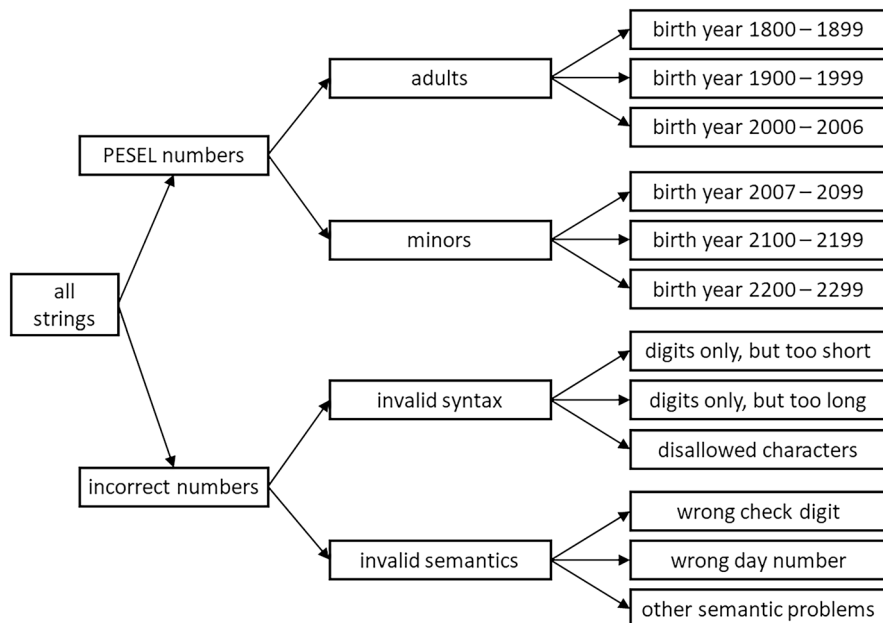 birth year 1800 – 1899
adults
birth year 1900 – 1999
birth year 2000 – 2006
PESEL numbers
birth year 2007 – 2099
minors
birth year 2100 – 2199
birth year 2200 – 2299
all
strings
digits only, but too short
invalid syntax
digits only, but too long
disallowed characters
incorrect numbers
wrong check digit
invalid semantics
wrong day number
other semantic problems